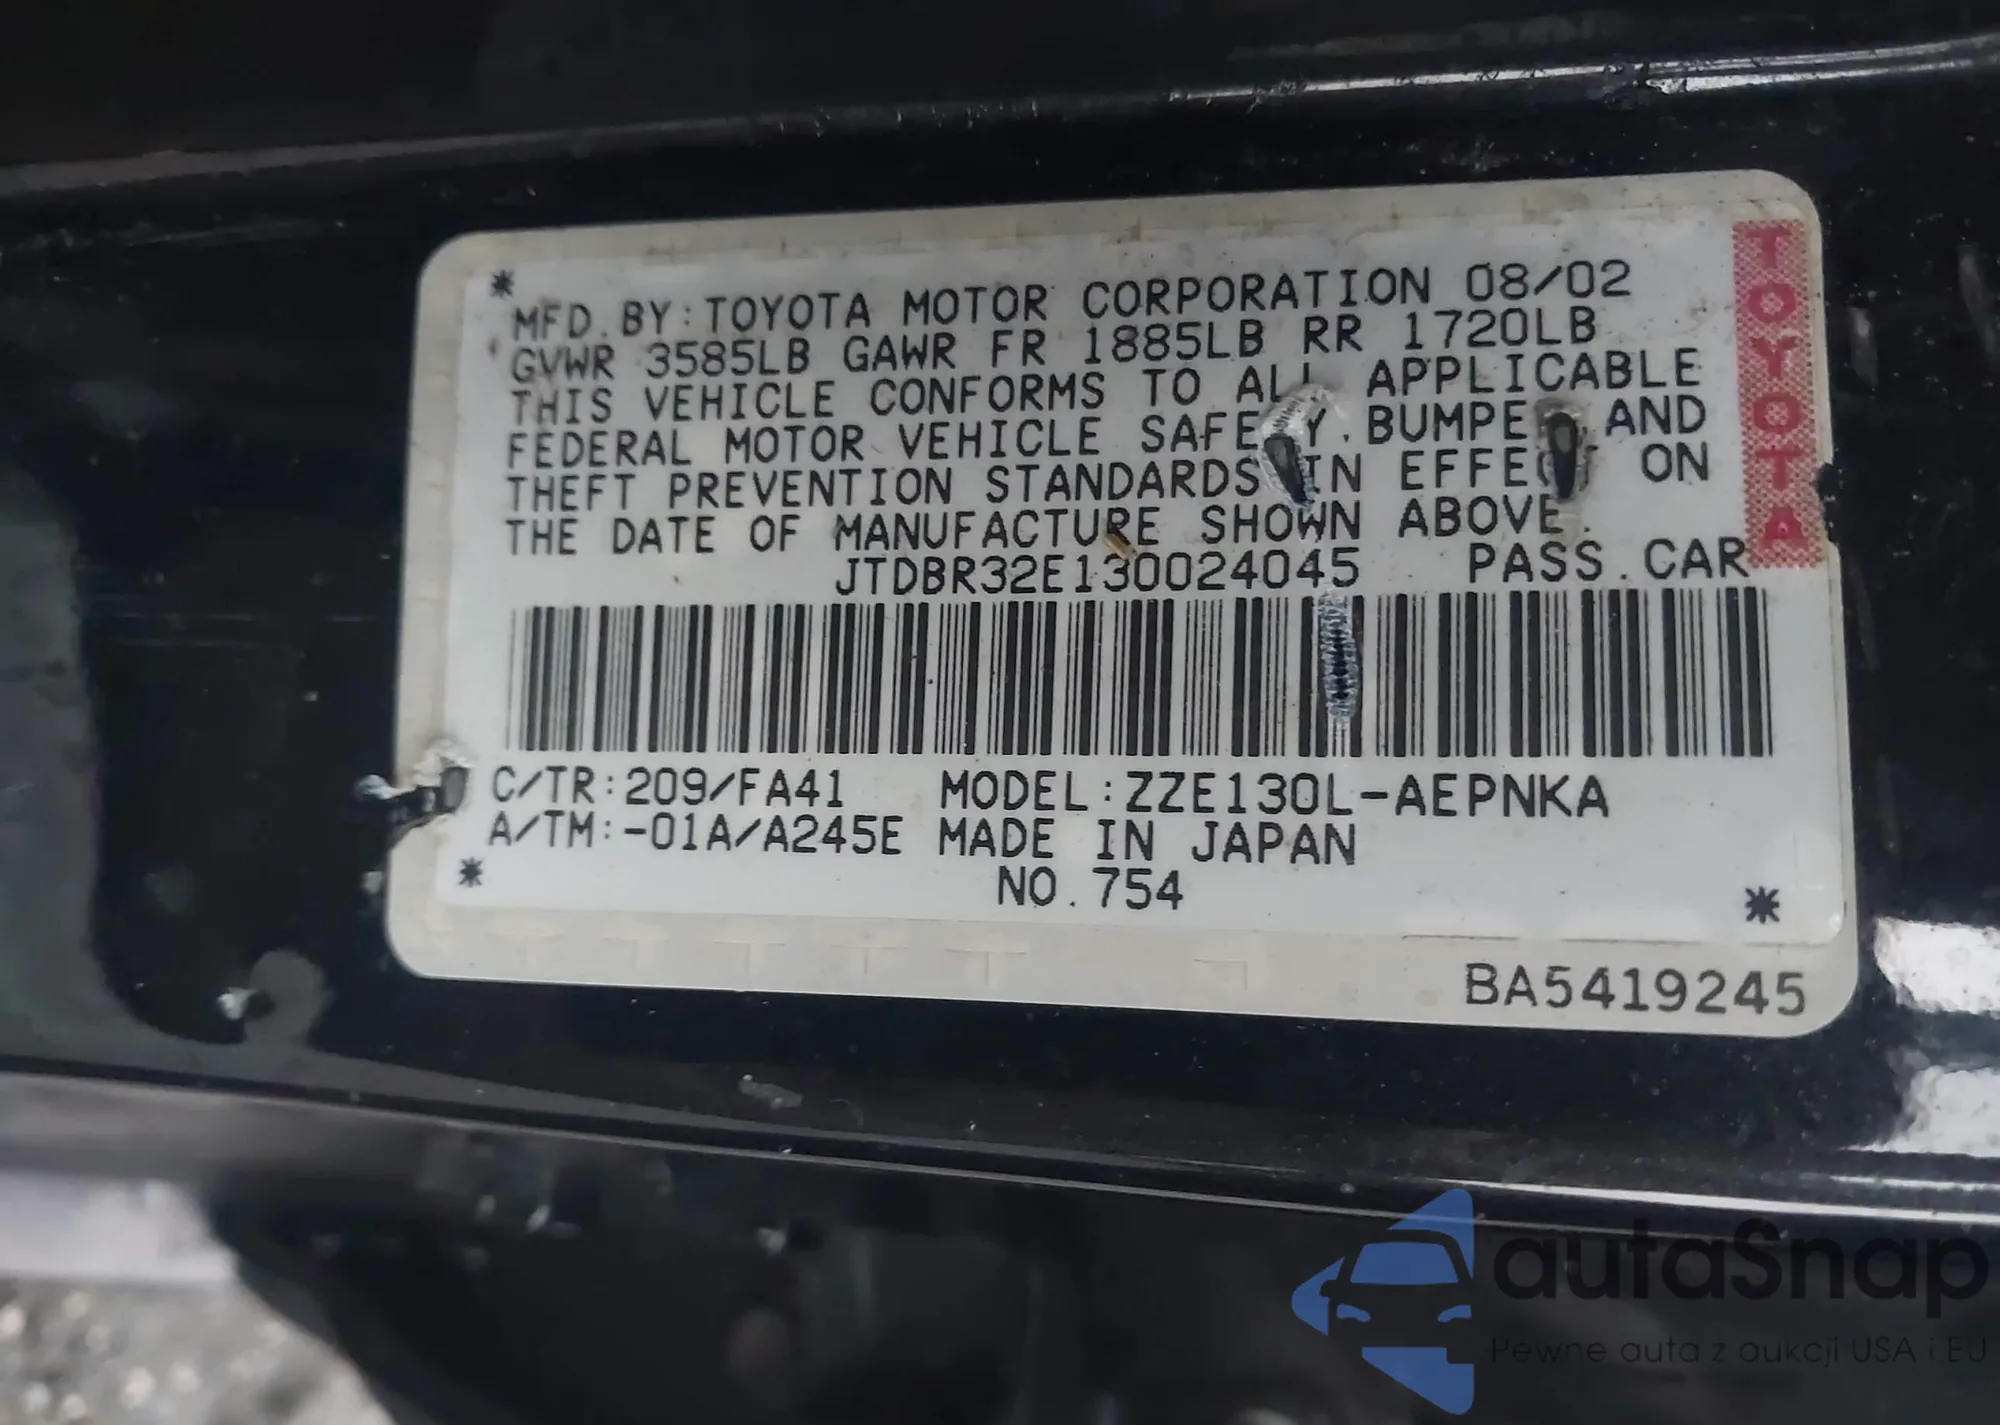 *
MFD. BY: TOYOTA MOTOR CORPORATION 08/02
GVWR 3585LB GAWR FR 1885LB RR 1720LB
THIS VEHICLE CONFORMS TO ALL APPLICABLE
FEDERAL MOTOR VEHICLE SAFETY. BUMPER AND
THEFT PREVENTION STANDARDS IN EFFECT ON
THE DATE OF MANUFACTURE SHOWN ABOVE.
JTDBR32E130024045 PASS. CAR
TOYOTA
C/TR: 209/FA41 MODEL: ZZE130L-AEPNKA
A/TM: -01A/A245E MADE IN JAPAN
* NO. 754 *
BA5419245
autaSnap
Pewne auta z aukcji USA i EU